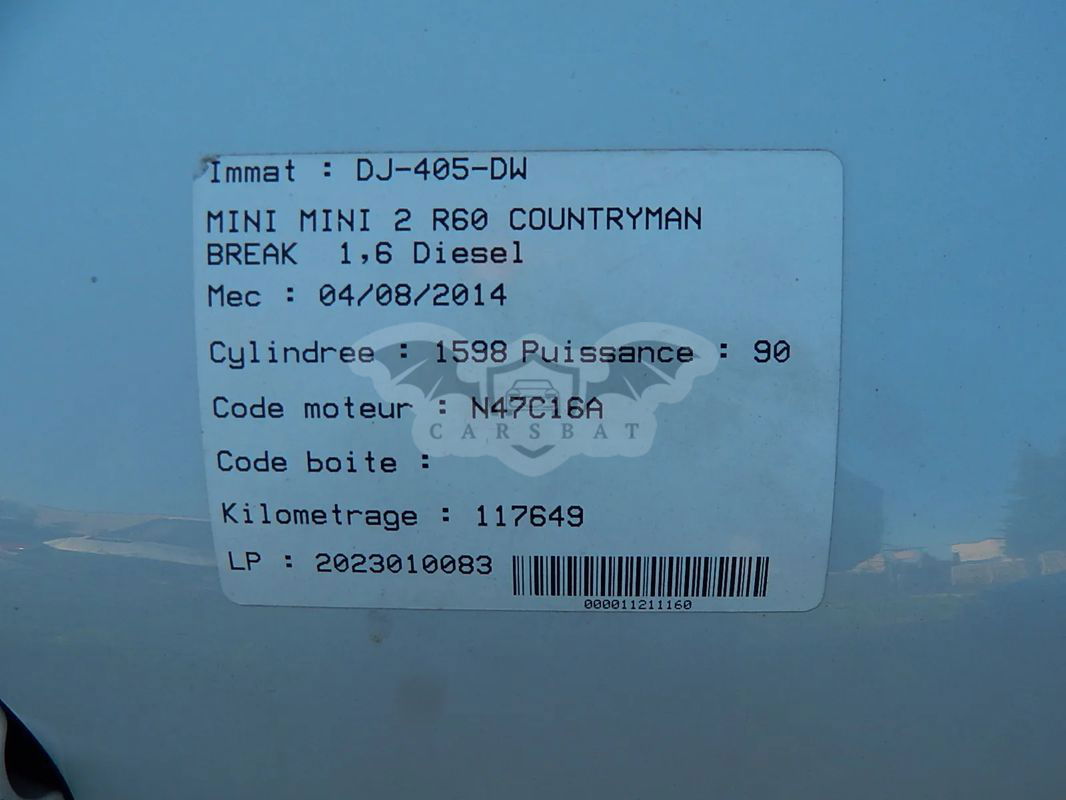 Immat : DJ-405-DW
MINI MINI 2 R60 COUNTRYMAN
BREAK 1,6 Diesel
Mec : 04/08/2014
Cylindree : 1598 Puissance : 90
Code moteur : N47C16A
CARSBAT
Code boite :
Kilometrage : 117649
LP : 2023010083
000011211160